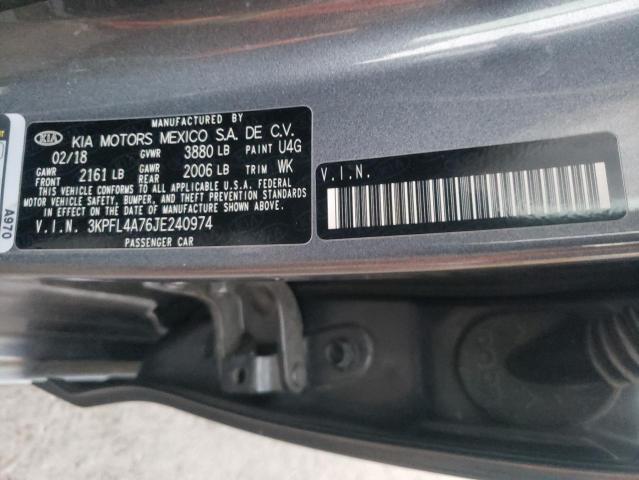 MANUFACTURED BY
KIA KIA MOTORS MEXICO S.A. DE C.V.
02/18 GVWR 3880 LB PAINT U4G
GAWR FRONT 2161 LB GAWR REAR 2006 LB TRIM WK
THIS VEHICLE CONFORMS TO ALL APPLICABLE U.S.A. FEDERAL
MOTOR VEHICLE SAFETY, BUMPER, AND THEFT PREVENTION STANDARDS
IN EFFECT ON THE DATE OF MANUFACTURE SHOWN ABOVE.
V.I.N. 3KPFL4A76JE240974
PASSENGER CAR
V.I.N.
A970